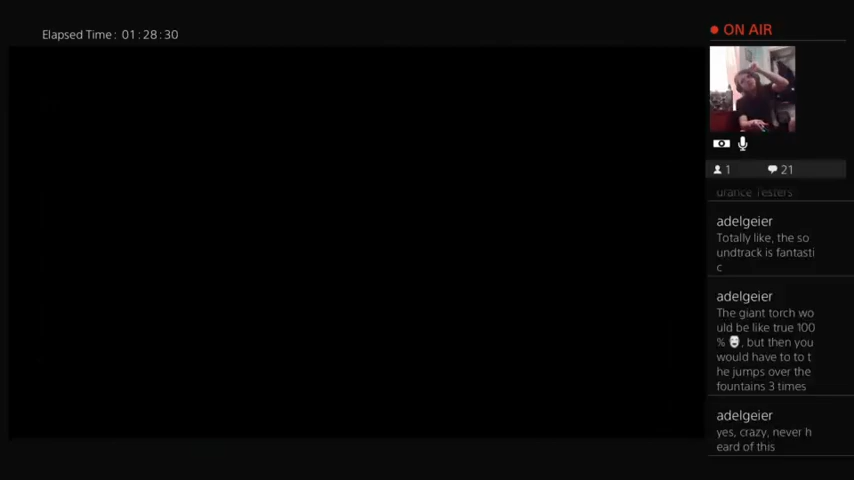 Elapsed Time: 01:28:30
ON AIR
1 21
urance Testers
adelgeier
Totally like, the so
undtrack is fantasti
c
adelgeier
The giant torch wo
uld be like true 100
% , but then you
would have to to t
he jumps over the
fountains 3 times
adelgeier
yes, crazy, never h
eard of this